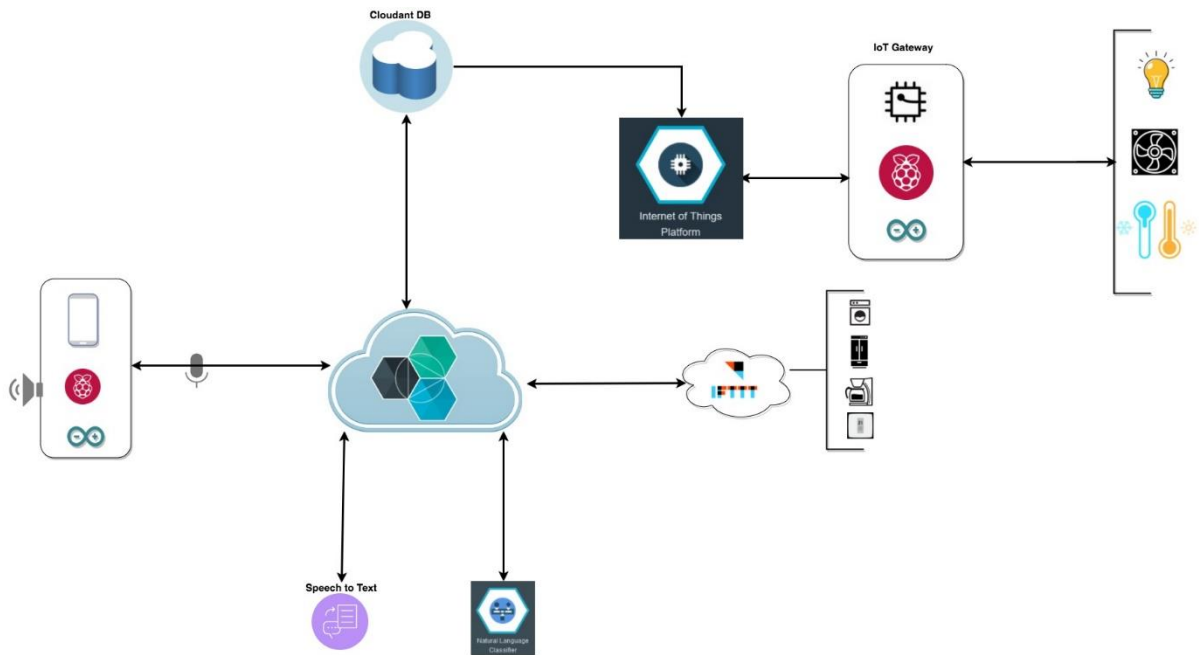 Cloudant DB
IoT Gateway
Internet of Things
Platform
IFTTT
Speech to Text
Natural Language
Classifier